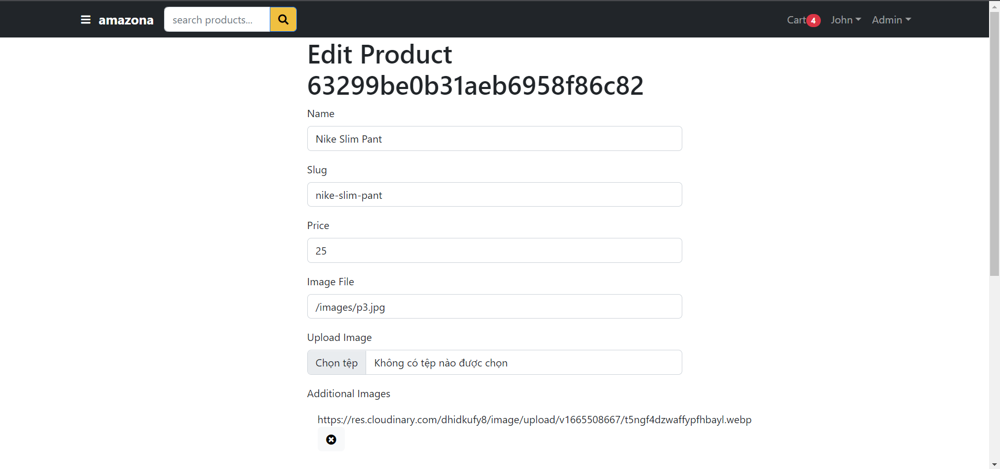 amazona
search products...
Cart 4
John
Admin
Edit Product
63299be0b31aeb6958f86c82
Name
Nike Slim Pant
Slug
nike-slim-pant
Price
25
Image File
/images/p3.jpg
Upload Image
Chọn tệp Không có tệp nào được chọn
Additional Images
https://res.cloudinary.com/dhidkufy8/image/upload/v1665508667/t5ngf4dzwaffypfhbayl.webp